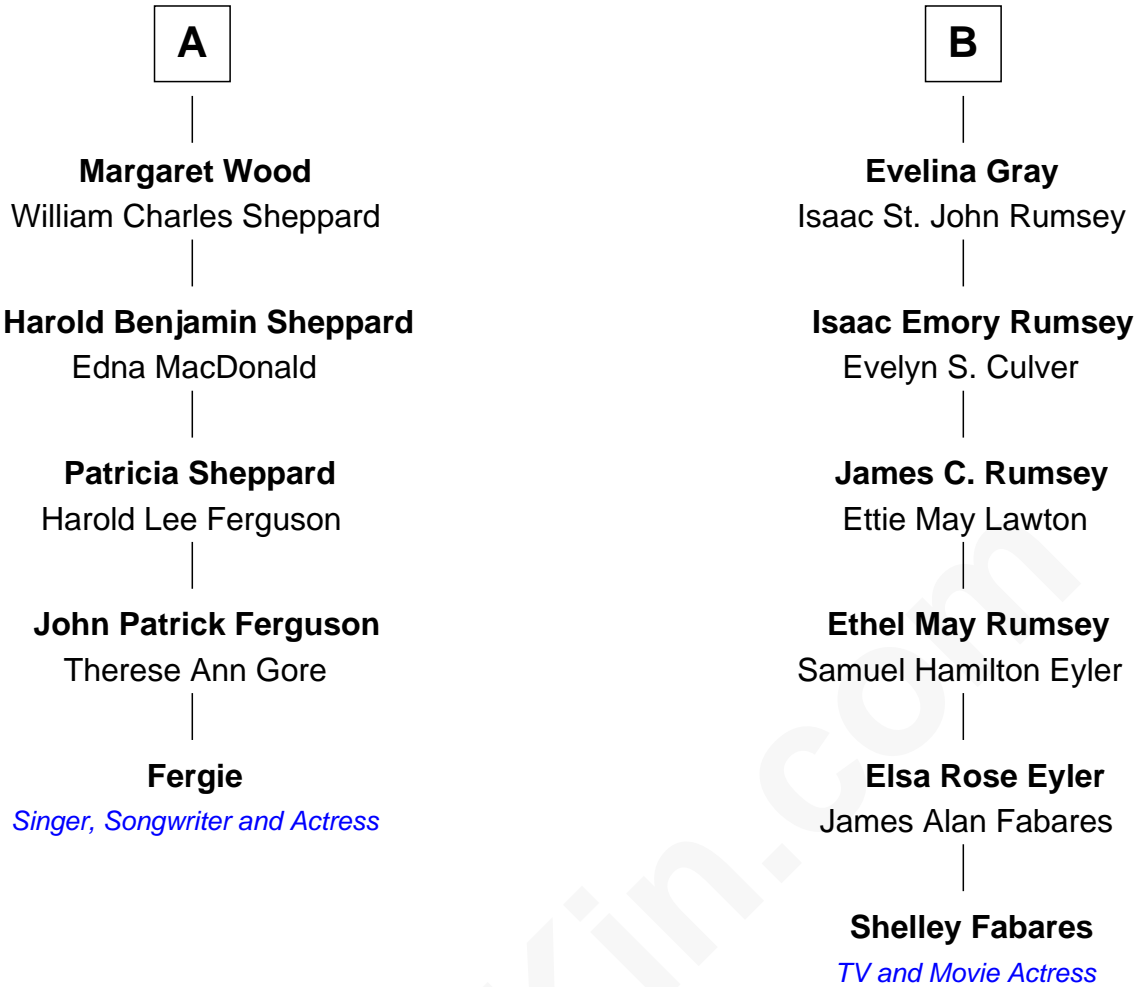 A
Margaret Wood
William Charles Sheppard
Harold Benjamin Sheppard
Edna MacDonald
Patricia Sheppard
Harold Lee Ferguson
John Patrick Ferguson
Therese Ann Gore
Fergie
Singer, Songwriter and Actress
B
Evelina Gray
Isaac St. John Rumsey
Isaac Emory Rumsey
Evelyn S. Culver
James C. Rumsey
Ettie May Lawton
Ethel May Rumsey
Samuel Hamilton Eyler
Elsa Rose Eyler
James Alan Fabares
Shelley Fabares
TV and Movie Actress
Kin.com